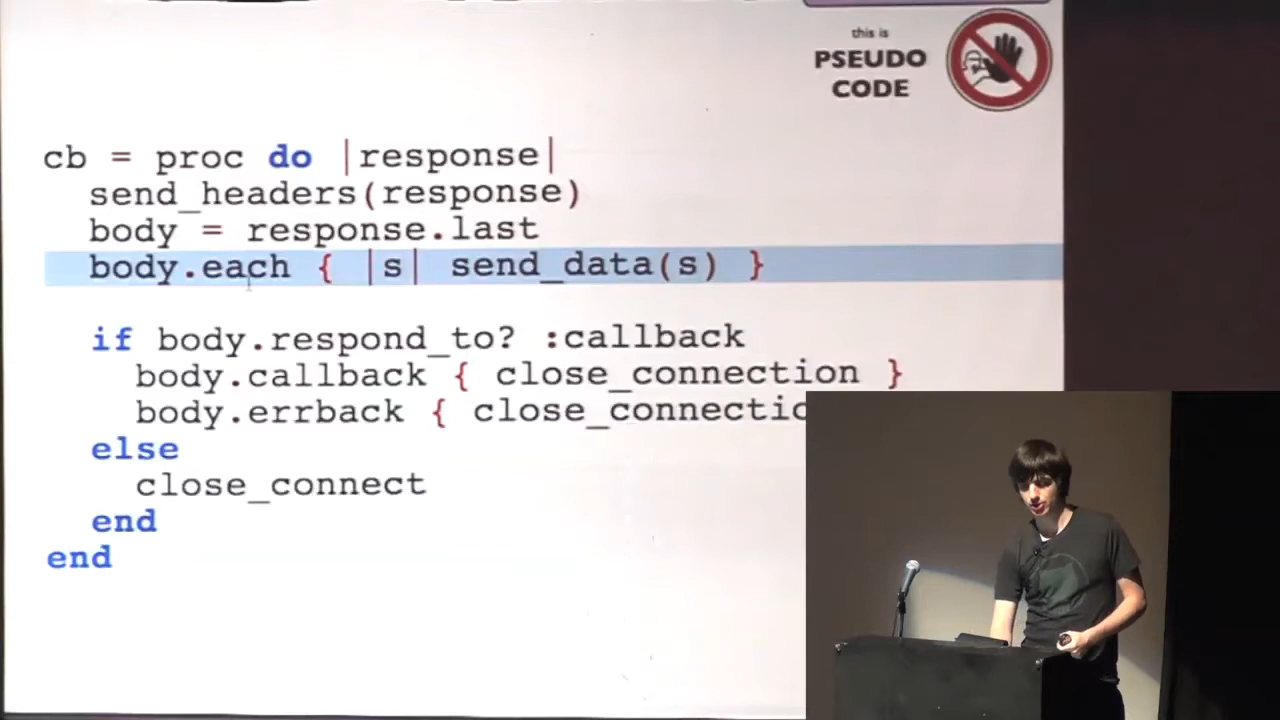 this is
PSEUDO
CODE
cb = proc do |response|
send_headers(response)
body = response.last
body.each { |s| send_data(s) }
if body.respond_to? :callback
body.callback { close_connection }
body.errback { close_connectio
else
close_connect
end
end